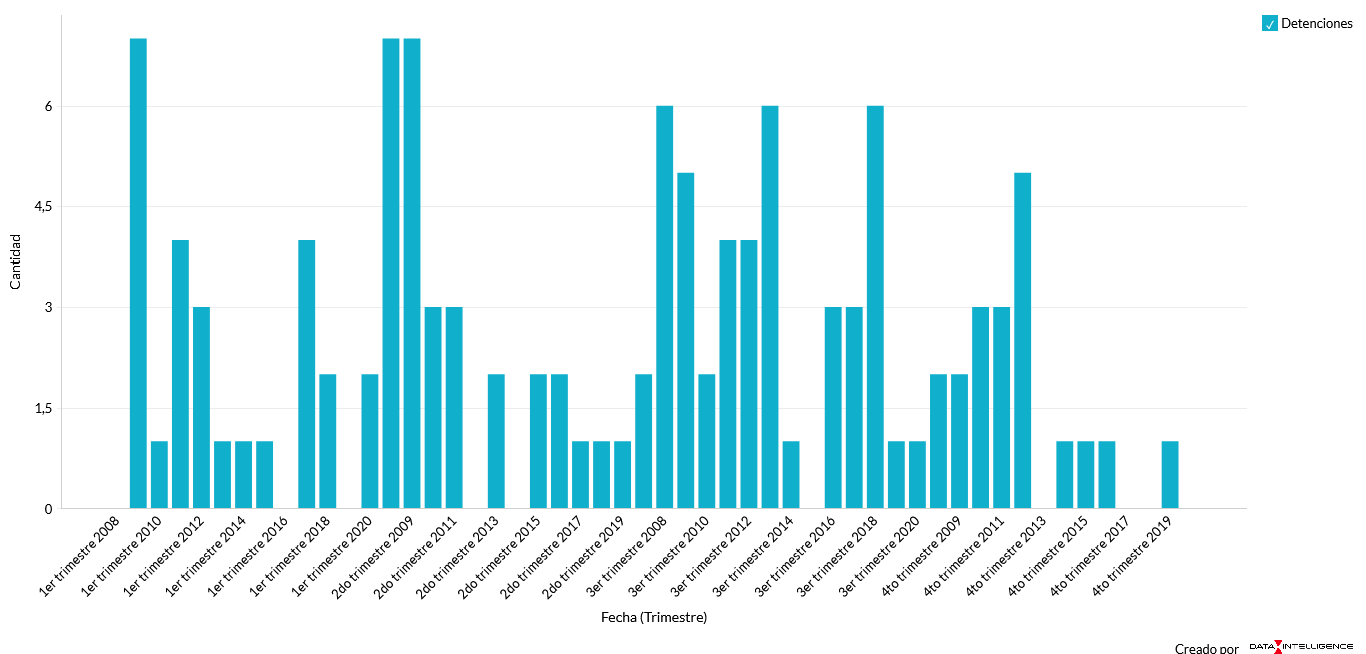 Detenciones
6
4,5
3
1,5
0
Cantidad
1er trimestre 2008
1er trimestre 2010
1er trimestre 2012
1er trimestre 2014
1er trimestre 2016
1er trimestre 2018
1er trimestre 2020
2do trimestre 2009
2do trimestre 2011
2do trimestre 2013
2do trimestre 2015
2do trimestre 2017
2do trimestre 2019
3er trimestre 2008
3er trimestre 2010
3er trimestre 2012
3er trimestre 2014
3er trimestre 2016
3er trimestre 2018
3er trimestre 2020
4to trimestre 2009
4to trimestre 2011
4to trimestre 2013
4to trimestre 2015
4to trimestre 2017
4to trimestre 2019
Fecha (Trimestre)
Creado por DATA INTELLIGENCE